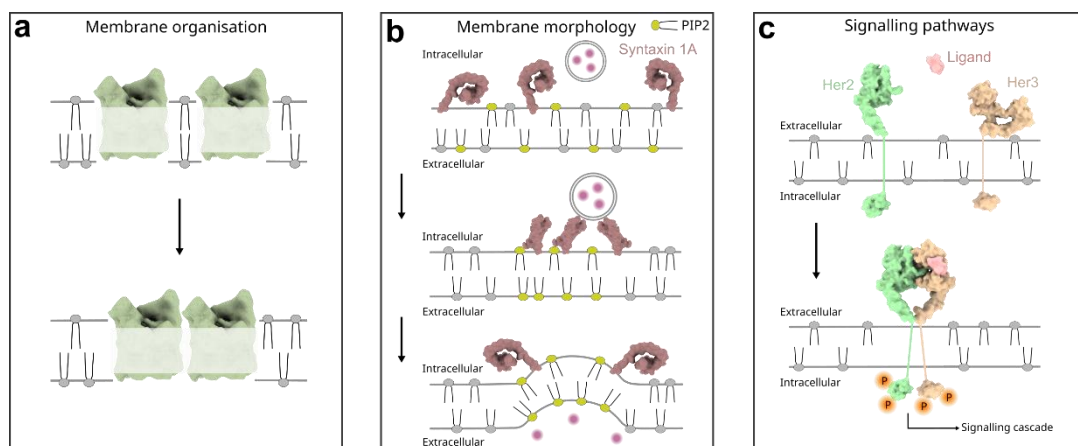 a
Membrane organisation
b
Membrane morphology
PIP2
Intracellular
Syntaxin 1A
Extracellular
Intracellular
Extracellular
Intracellular
Extracellular
c
Signalling pathways
Ligand
Her2
Her3
Extracellular
Intracellular
Extracellular
Intracellular
P
P
P
P
Signalling cascade